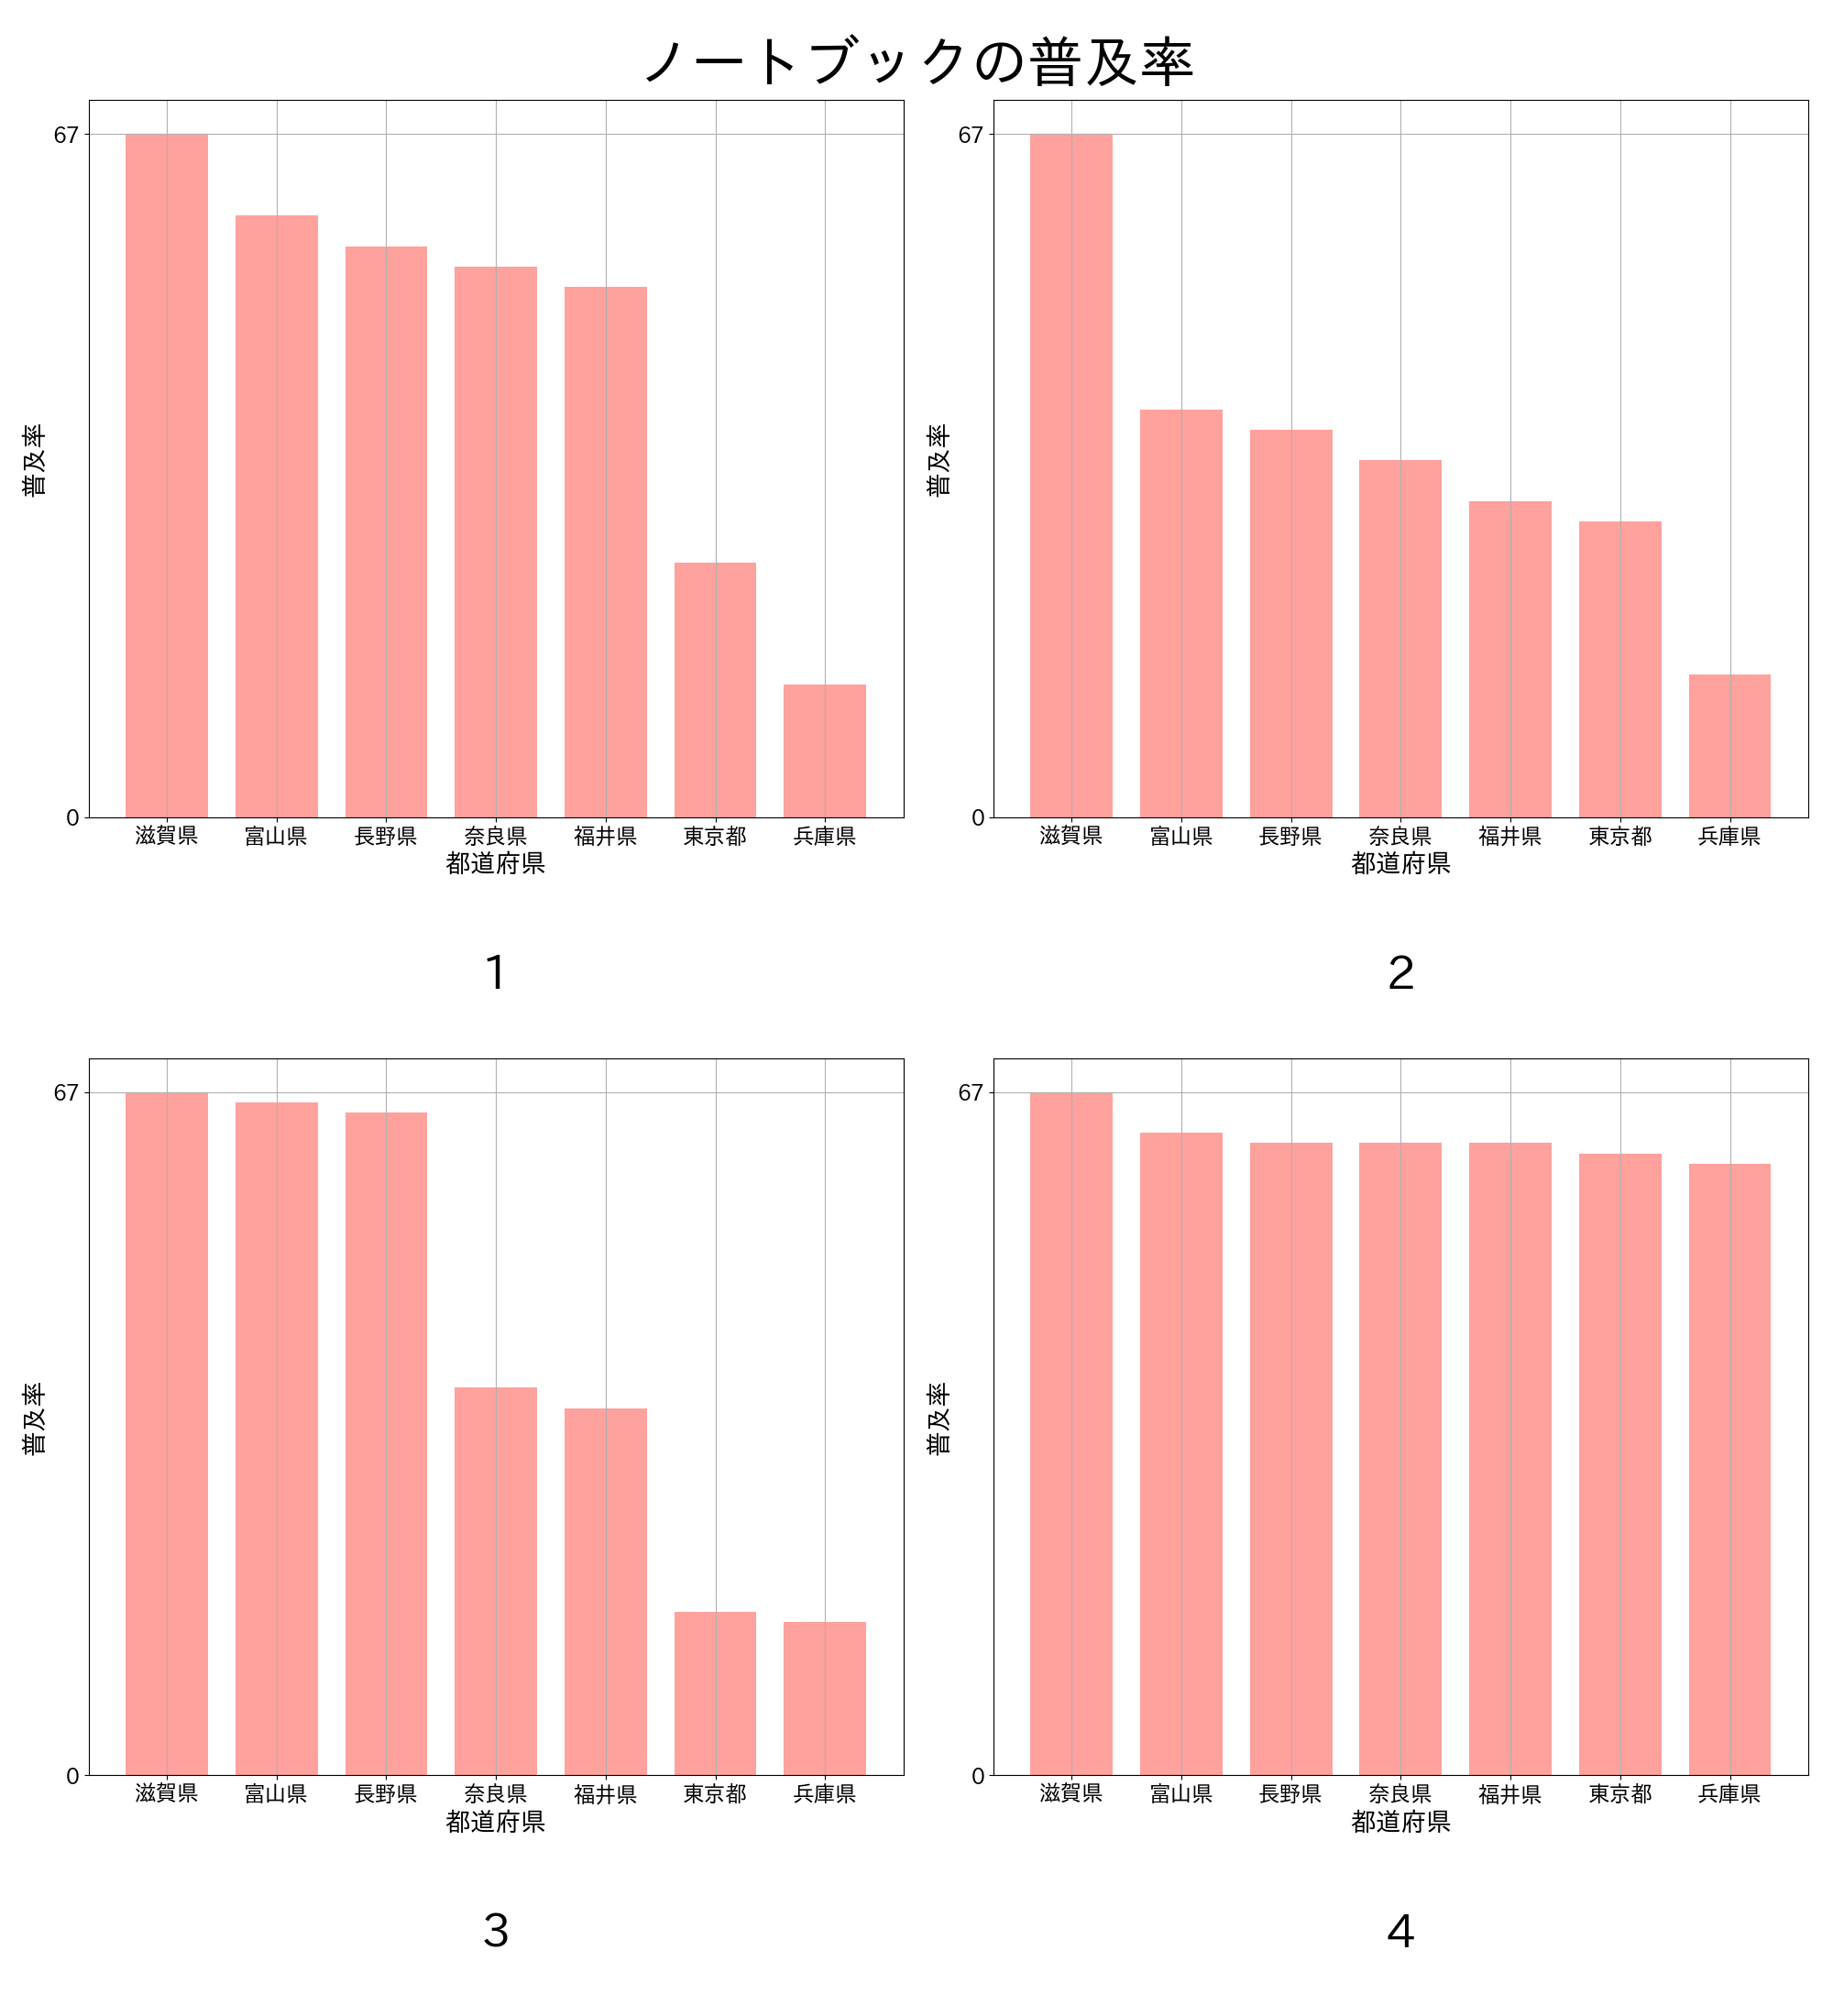 ノートブックの普及率
67
普及率
0
滋賀県 富山県 長野県 奈良県 福井県 東京都 兵庫県
都道府県
1
67
普及率
0
滋賀県 富山県 長野県 奈良県 福井県 東京都 兵庫県
都道府県
2
67
普及率
0
滋賀県 富山県 長野県 奈良県 福井県 東京都 兵庫県
都道府県
3
67
普及率
0
滋賀県 富山県 長野県 奈良県 福井県 東京都 兵庫県
都道府県
4